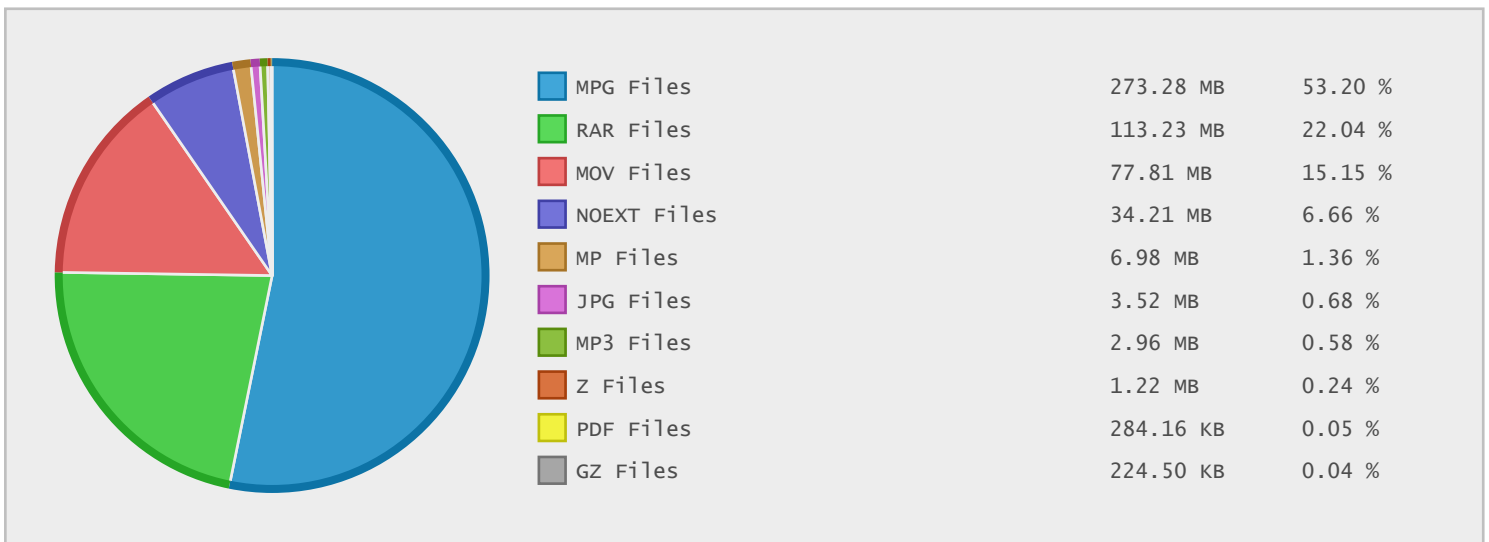 MPG Files 273.28 MB 53.20 %
RAR Files 113.23 MB 22.04 %
MOV Files 77.81 MB 15.15 %
NOEXT Files 34.21 MB 6.66 %
MP Files 6.98 MB 1.36 %
JPG Files 3.52 MB 0.68 %
MP3 Files 2.96 MB 0.58 %
Z Files 1.22 MB 0.24 %
PDF Files 284.16 KB 0.05 %
GZ Files 224.50 KB 0.04 %